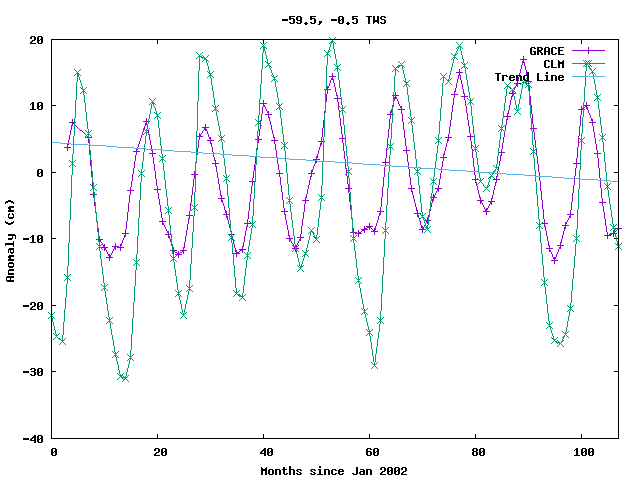 -59.5, -0.5 TWS
GRACE
CLM
Trend Line
20
10
0
-10
-20
-30
-40
Anomaly (cm)
0 20 40 60 80 100
Months since Jan 2002